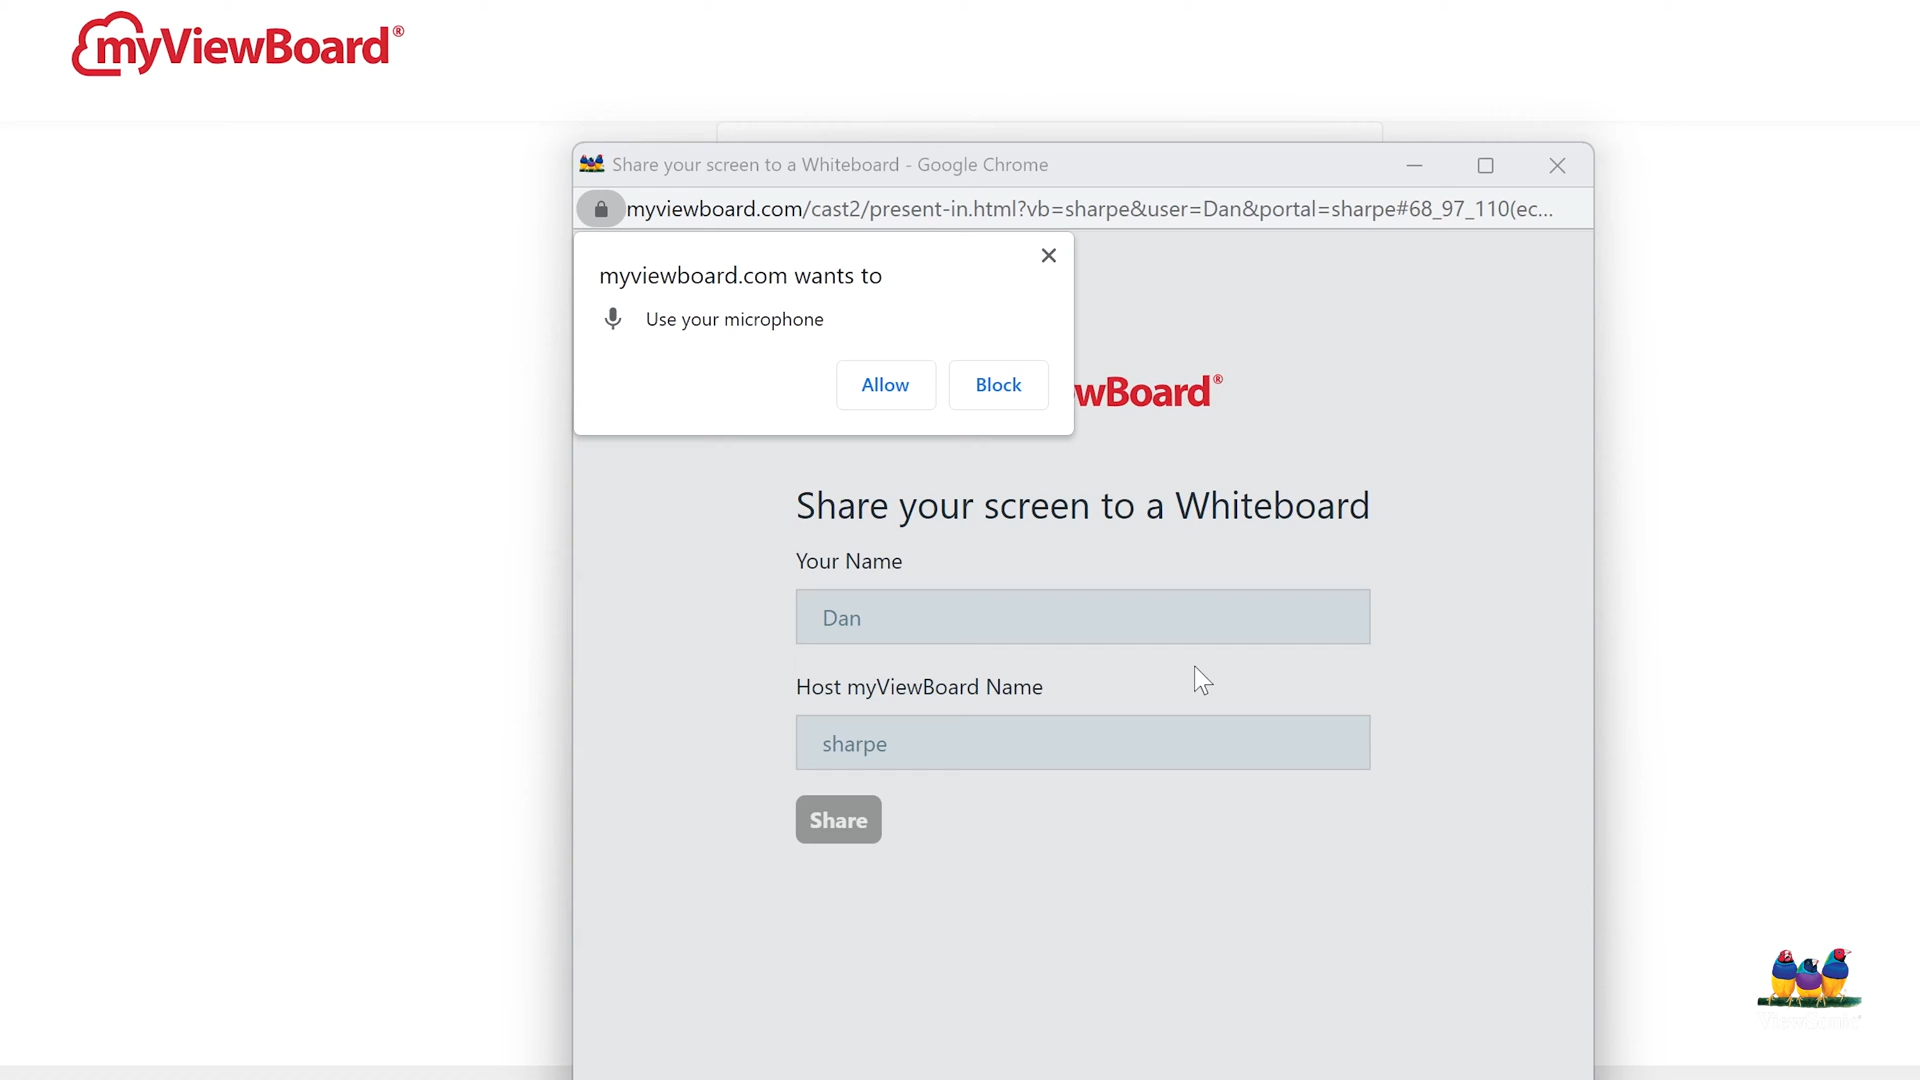 myViewBoard®
Share your screen to a Whiteboard - Google Chrome
myviewboard.com/cast2/present-in.html?vb=sharpe&user=Dan&portal=sharpe#68_97_110(ec...
myviewboard.com wants to
Use your microphone
Allow
Block
wBoard®
Share your screen to a Whiteboard
Your Name
Dan
Host myViewBoard Name
sharpe
Share
ViewSonic